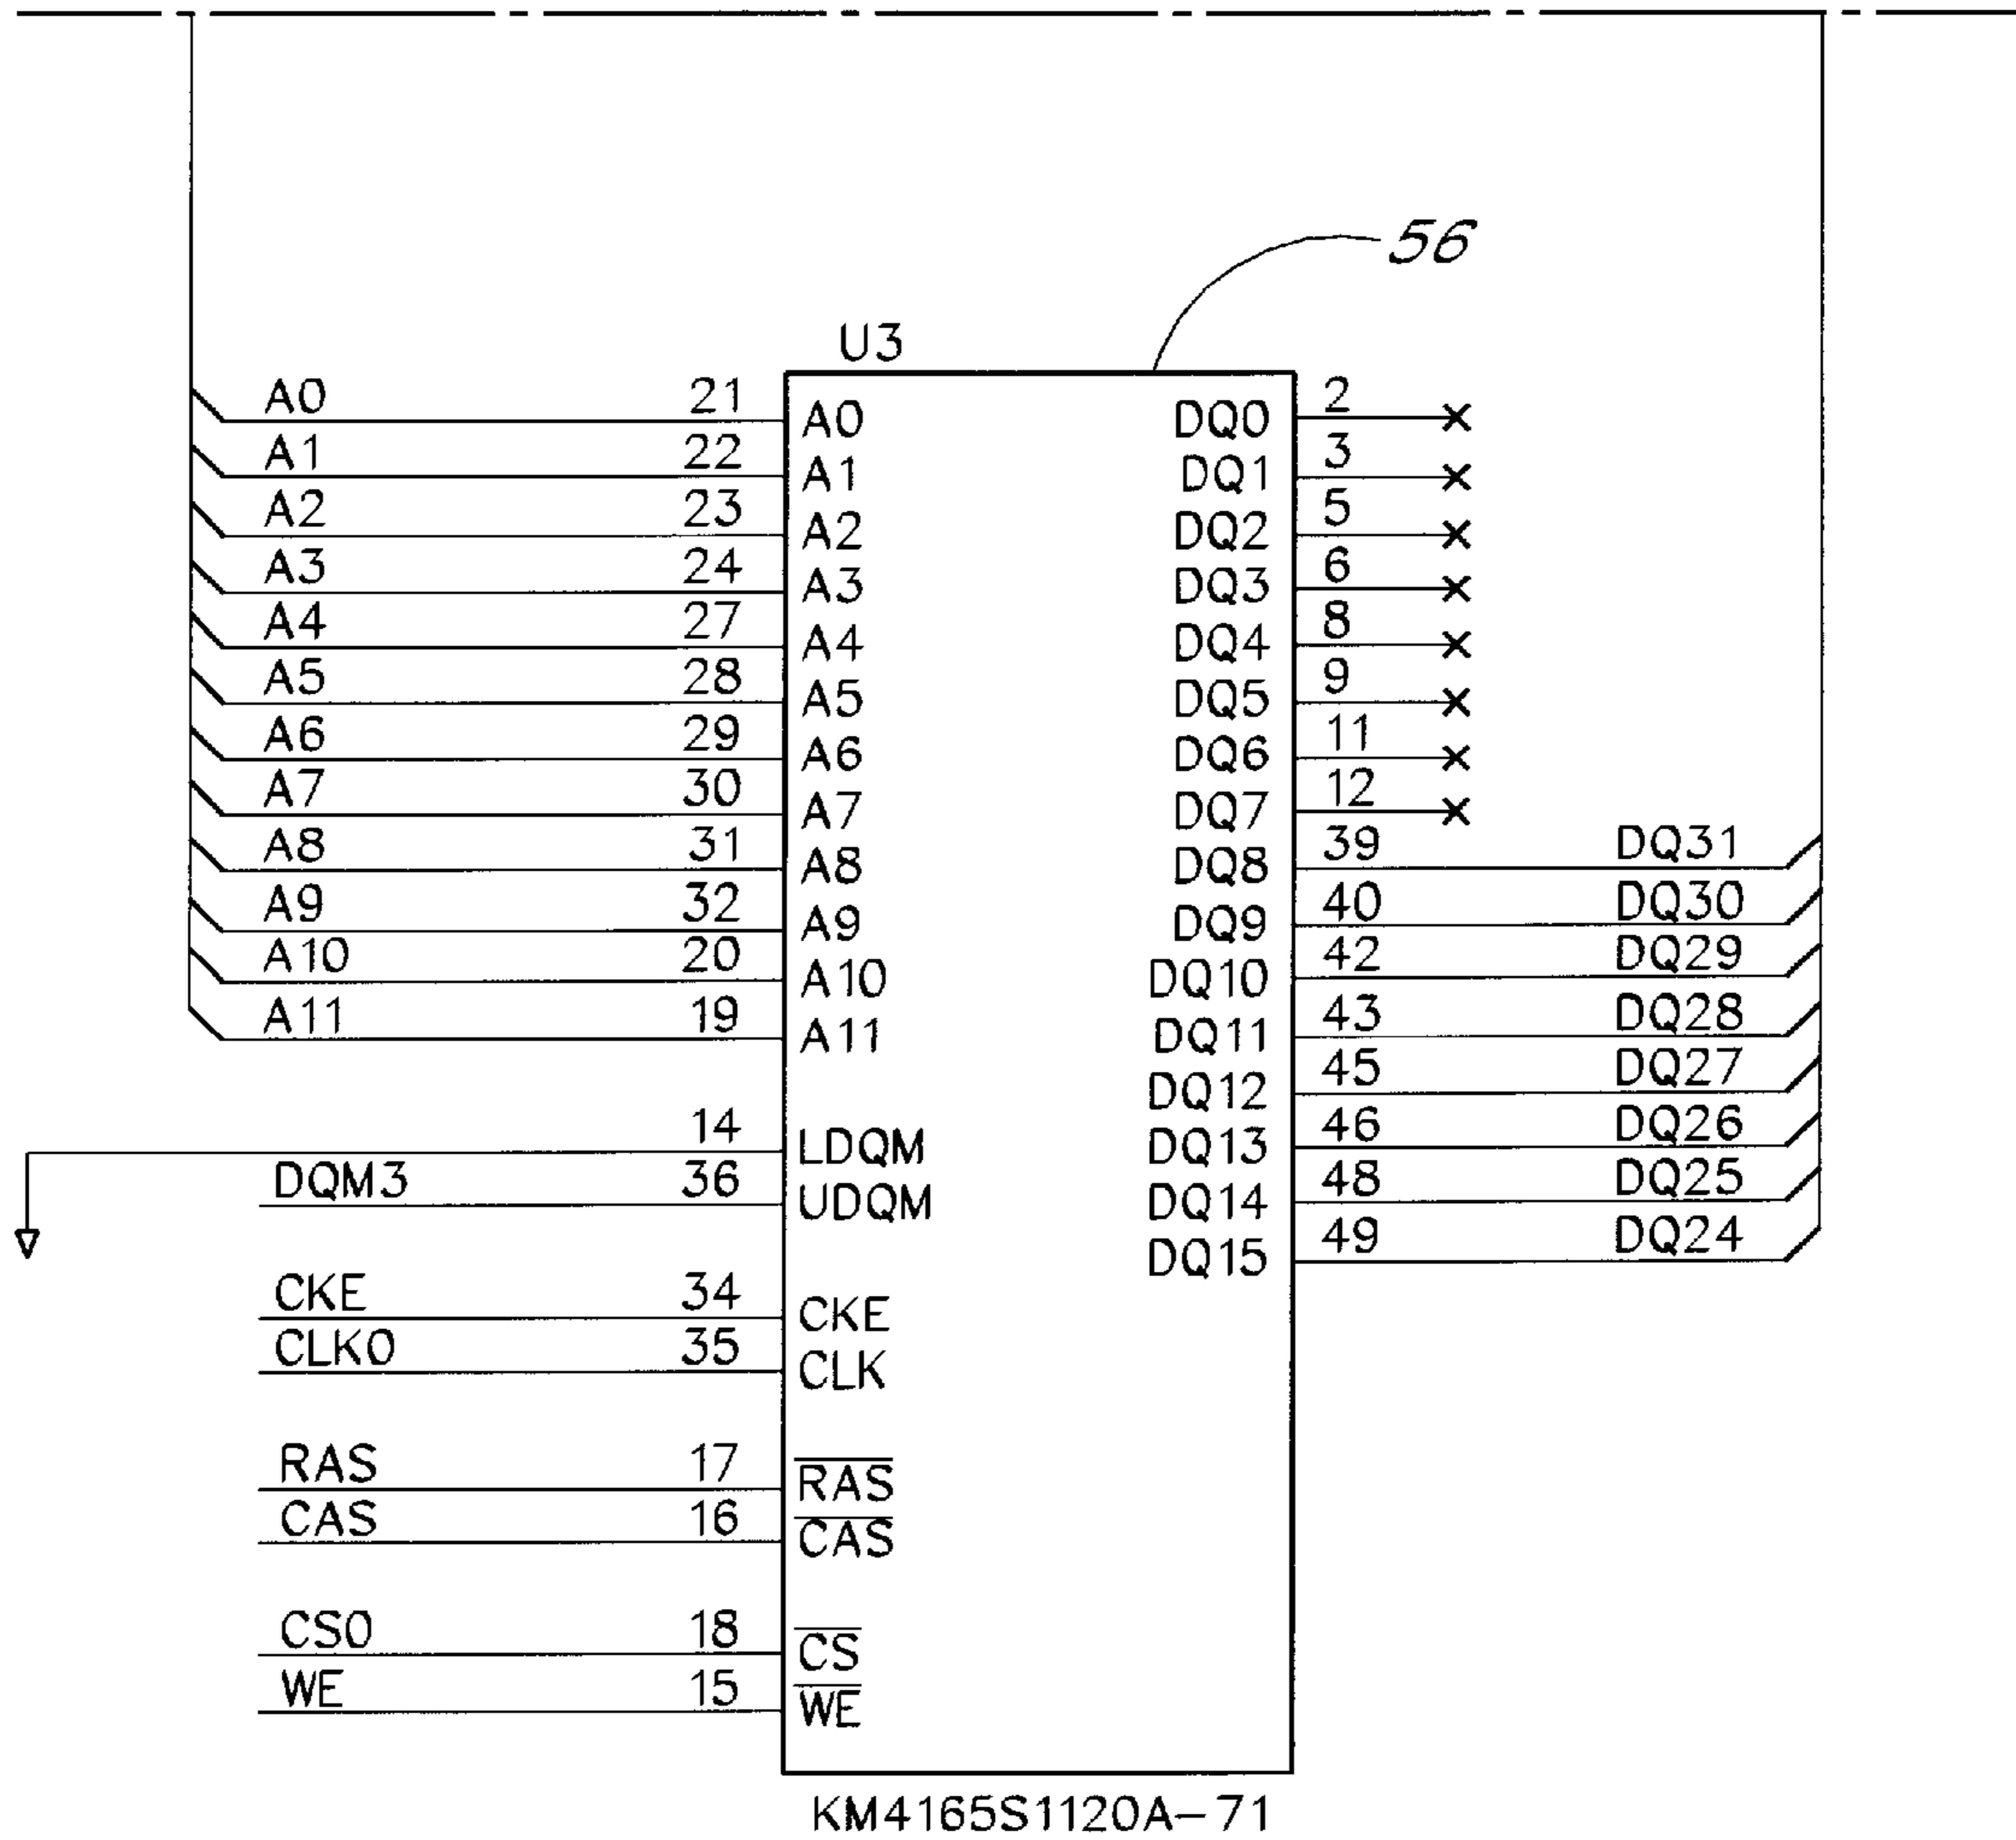 56
U3
A0 21 A0 DQ0 2
A1 22 A1 DQ1 3
A2 23 A2 DQ2 5
A3 24 A3 DQ3 6
A4 27 A4 DQ4 8
A5 28 A5 DQ5 9
A6 29 A6 DQ6 11
A7 30 A7 DQ7 12
A8 31 A8 DQ8 39 DQ31
A9 32 A9 DQ9 40 DQ30
A10 20 A10 DQ10 42 DQ29
A11 19 A11 DQ11 43 DQ28
DQ12 45 DQ27
14 LDQM DQ13 46 DQ26
DQM3 36 UDQM DQ14 48 DQ25
DQ15 49 DQ24
CKE 34 CKE
CLK0 35 CLK
RAS 17 R̅A̅S̅
CAS 16 C̅A̅S̅
CS0 18 C̅S̅
WE 15 W̅E̅
KM4165S1120A-71